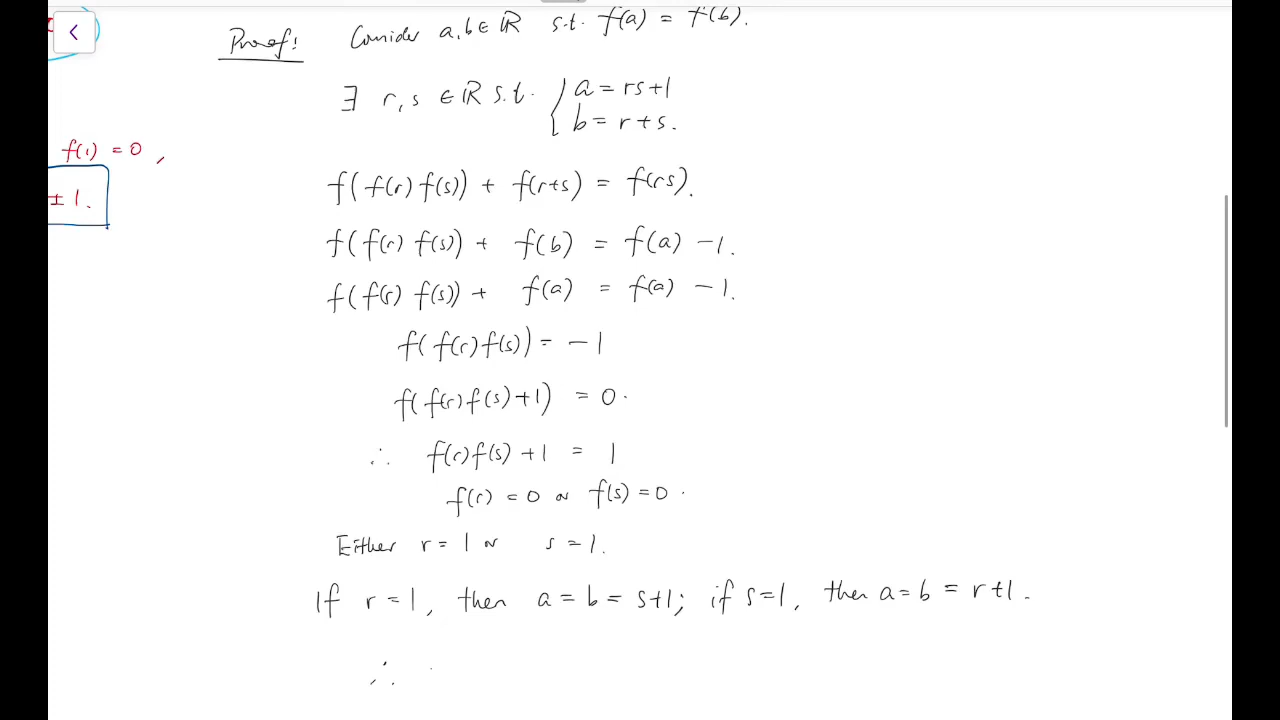 Proof: Consider a, b ∈ ℝ s.t. f(a) = f(b).
∃ r, s ∈ ℝ s.t. { a = rs+1
b = r+s.
f(1) = 0,
± 1.
f( f(r) f(s)) + f(r+s) = f(rs).
f( f(r) f(s)) + f(b) = f(a) −1.
f( f(r) f(s)) + f(a) = f(a) −1.
f( f(r) f(s)) = −1
f( f(r) f(s)+1) = 0.
∴ f(r) f(s) +1 = 1
f(r) = 0 or f(s) = 0.
Either r = 1 or s = 1.
If r = 1, then a = b = s+1; if s = 1, then a = b = r+1.
∴